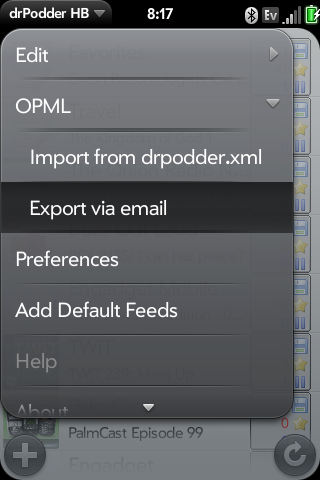 drPodder HB
8:17
Ev
Edit
OPML
Import from drpodder.xml
Export via email
Preferences
Add Default Feeds
Help
About
PalmCast Episode 99
0
Engadget